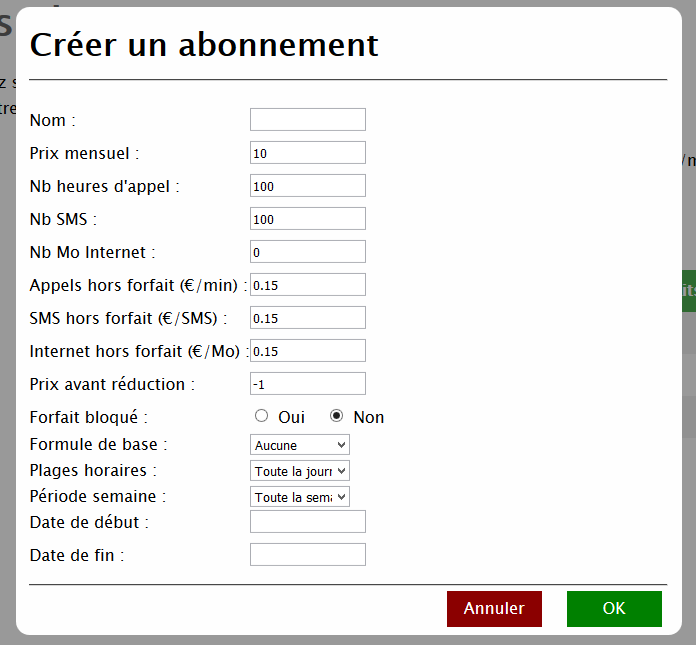 Créer un abonnement
Nom :
Prix mensuel : 10
Nb heures d'appel : 100
Nb SMS : 100
Nb Mo Internet : 0
Appels hors forfait (€/min) : 0.15
SMS hors forfait (€/SMS) : 0.15
Internet hors forfait (€/Mo) : 0.15
Prix avant réduction : -1
Forfait bloqué : Oui Non
Formule de base : Aucune
Plages horaires : Toute la jour
Période semaine : Toute la sem
Date de début :
Date de fin :
Annuler OK